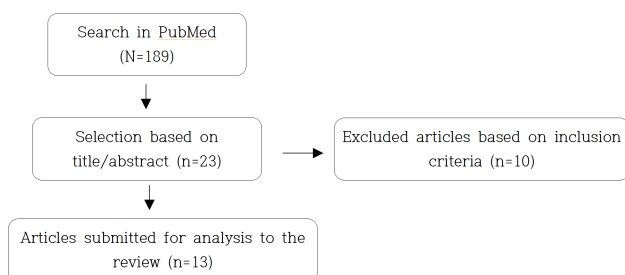 Search in PubMed
(N=189)
Selection based on
title/abstract (n=23)
Excluded articles based on inclusion
criteria (n=10)
Articles submitted for analysis to the
review (n=13)